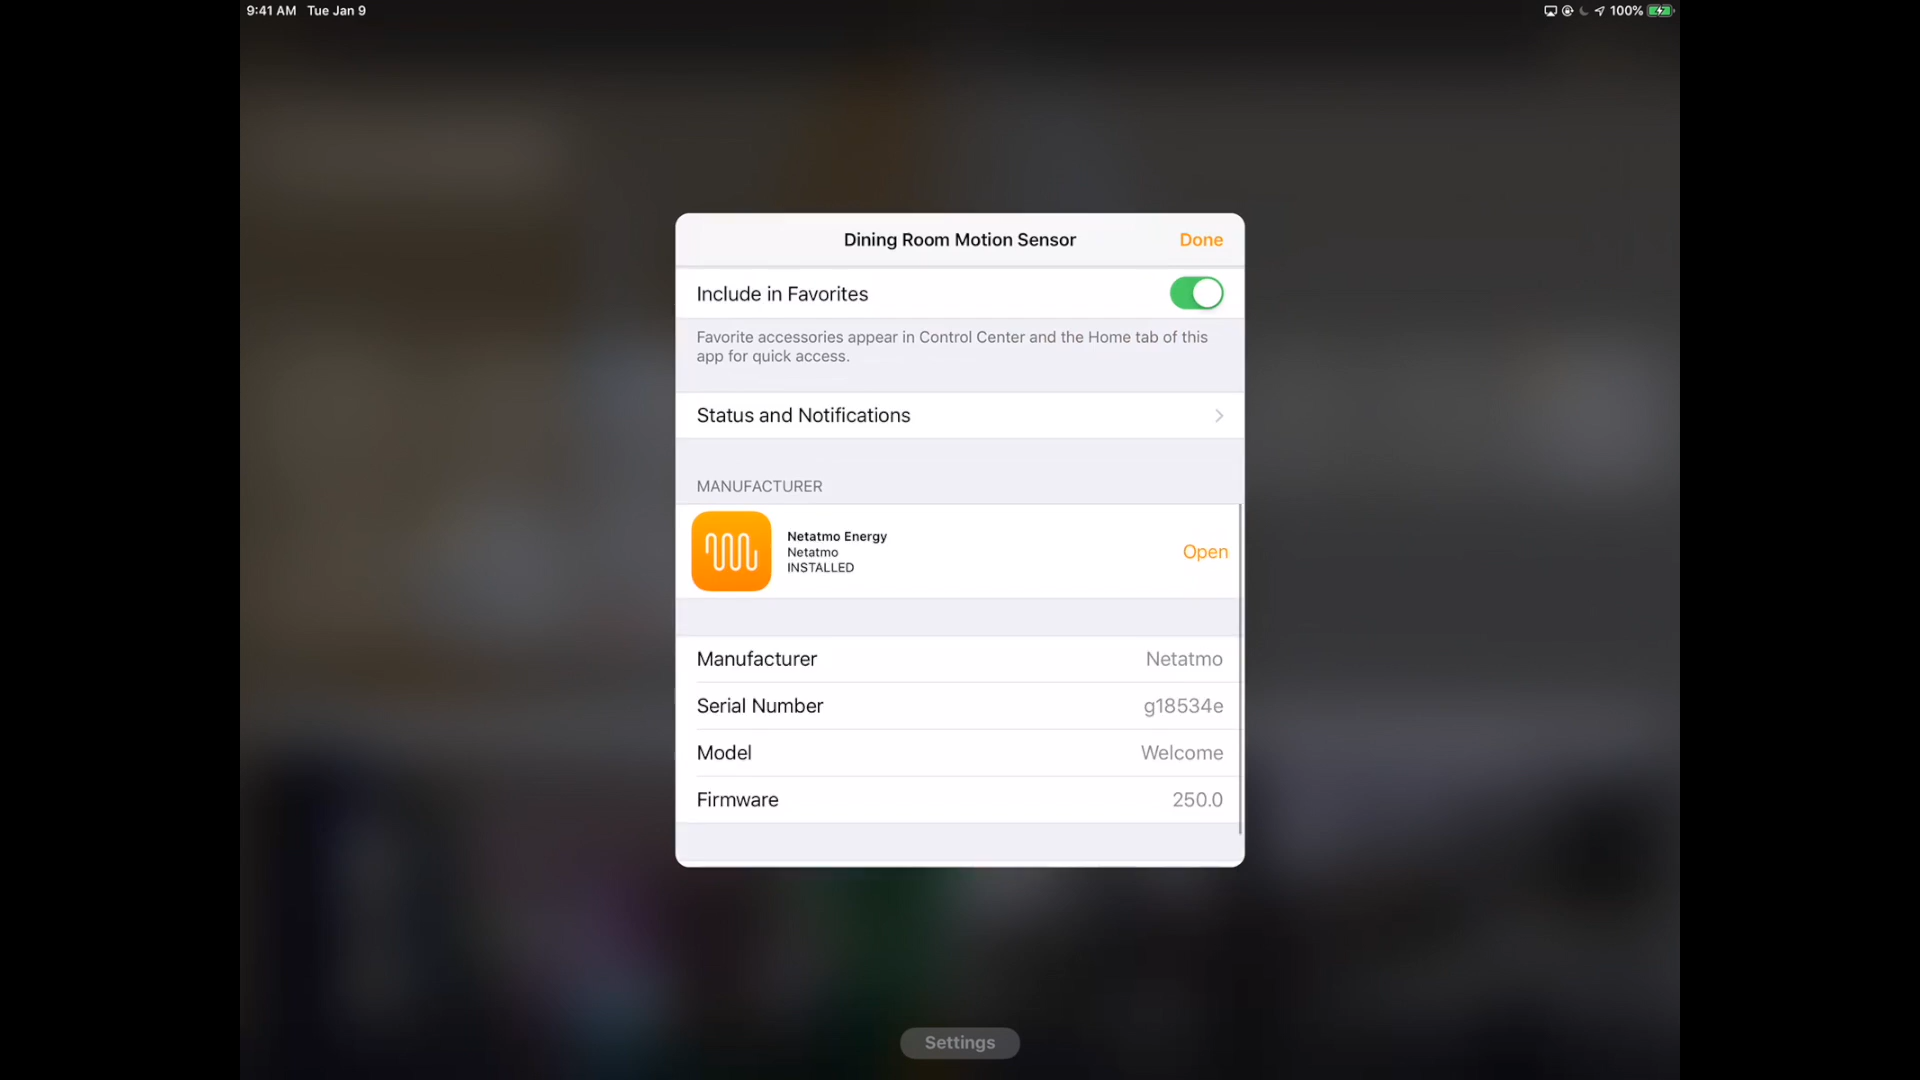 9:41 AM Tue Jan 9
100%
Dining Room Motion Sensor
Done
Include in Favorites
Favorite accessories appear in Control Center and the Home tab of this
app for quick access.
Status and Notifications
MANUFACTURER
Netatmo Energy
Netatmo
INSTALLED
Open
Manufacturer
Netatmo
Serial Number
g18534e
Model
Welcome
Firmware
250.0
Settings